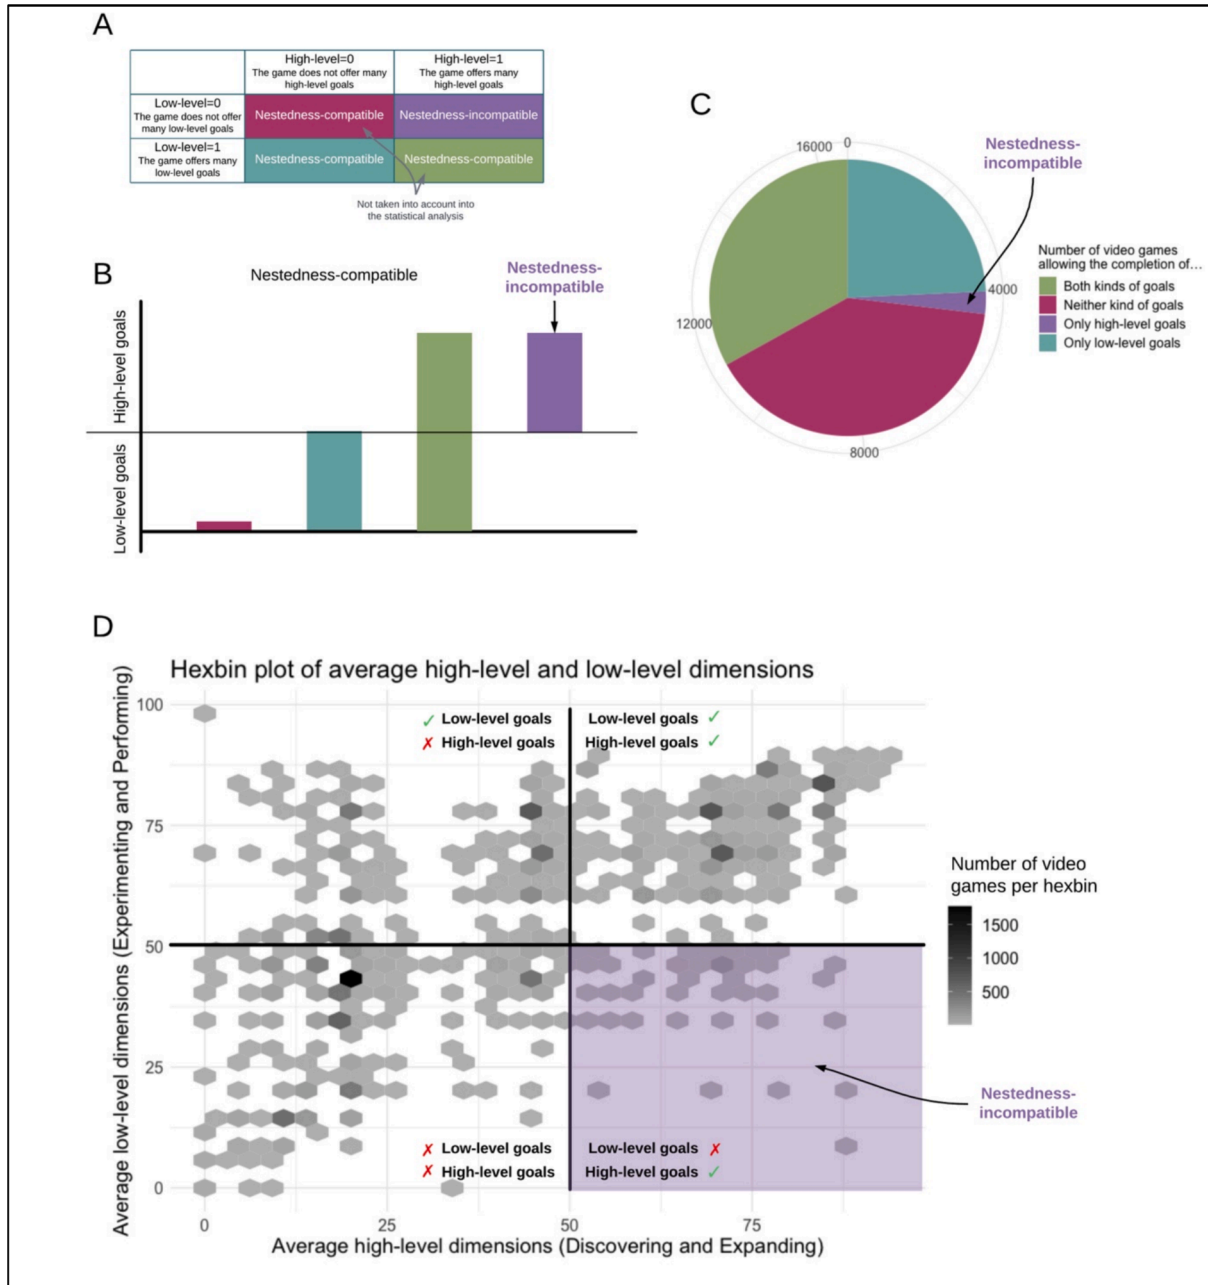 A
High-level=0
The game does not offer many
high-level goals
High-level=1
The game offers many
high-level goals
Low-level=0
The game does not offer
many low-level goals
Nestedness-compatible
Nestedness-incompatible
Low-level=1
The game offers many
low-level goals
Nestedness-compatible
Nestedness-compatible
Not taken into account into
the statistical analysis
B
Nestedness-compatible
Nestedness-
incompatible
High-level goals
Low-level goals
C
0
4000
8000
12000
16000
Nestedness-
incompatible
Number of video games
allowing the completion of…
Both kinds of goals
Neither kind of goals
Only high-level goals
Only low-level goals
D
Hexbin plot of average high-level and low-level dimensions
Average low-level dimensions (Experimenting and Performing)
100
75
50
25
0
✓ Low-level goals
✗ High-level goals
Low-level goals ✓
High-level goals ✓
✗ Low-level goals
✗ High-level goals
Low-level goals ✗
High-level goals ✓
0
25
50
75
Average high-level dimensions (Discovering and Expanding)
Number of video
games per hexbin
1500
1000
500
Nestedness-
incompatible